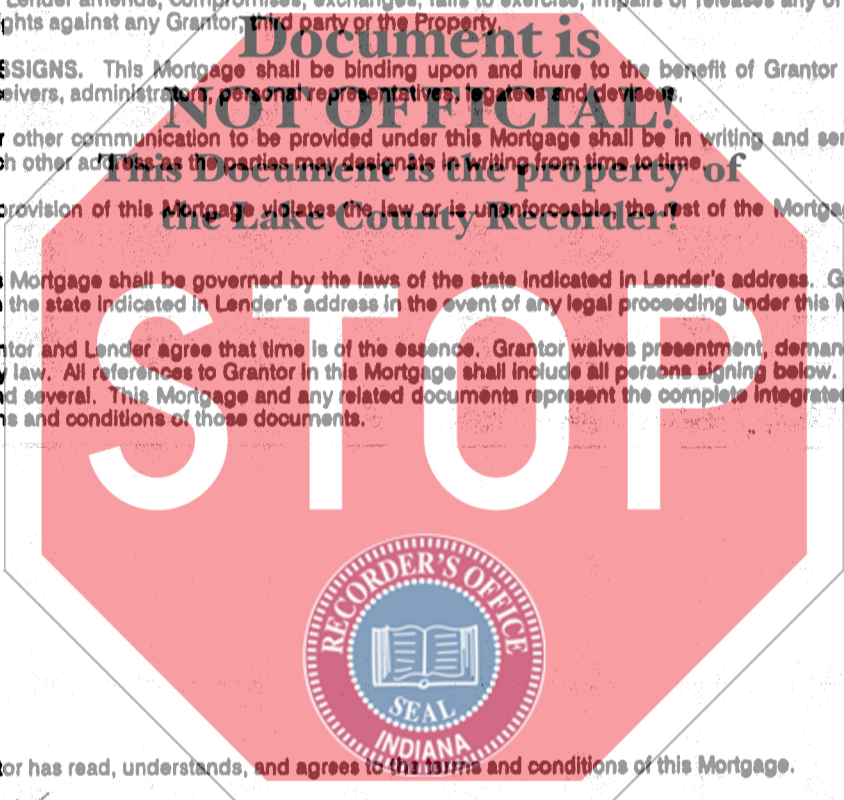 Lender amends, compromises, exchanges, fails to exercise, impairs or releases any of
ghts against any Grantor, third party or the Property.
Document is
SSIGNS. This Mortgage shall be binding upon and inure to the benefit of Grantor
eivers, administrators, personal representatives, legatees and devisees.
NOT OFFICIAL!
r other communication to be provided under this Mortgage shall be in writing and sen
ch other address as the parties may designate in writing from time to time.
This Document is the property of
provision of this Mortgage violates the law or is unenforceable, the rest of the Mortga
the Lake County Recorder!
s Mortgage shall be governed by the laws of the state indicated in Lender's address. G
the state indicated in Lender's address in the event of any legal proceeding under this M
STOP
ntor and Lender agree that time is of the essence. Grantor waives presentment, deman
y law. All references to Grantor in this Mortgage shall include all persons signing below.
nd several. This Mortgage and any related documents represent the complete integrated
ns and conditions of those documents.
RECORDER'S OFFICE
SEAL
INDIANA
tor has read, understands, and agrees to the terms and conditions of this Mortgage.